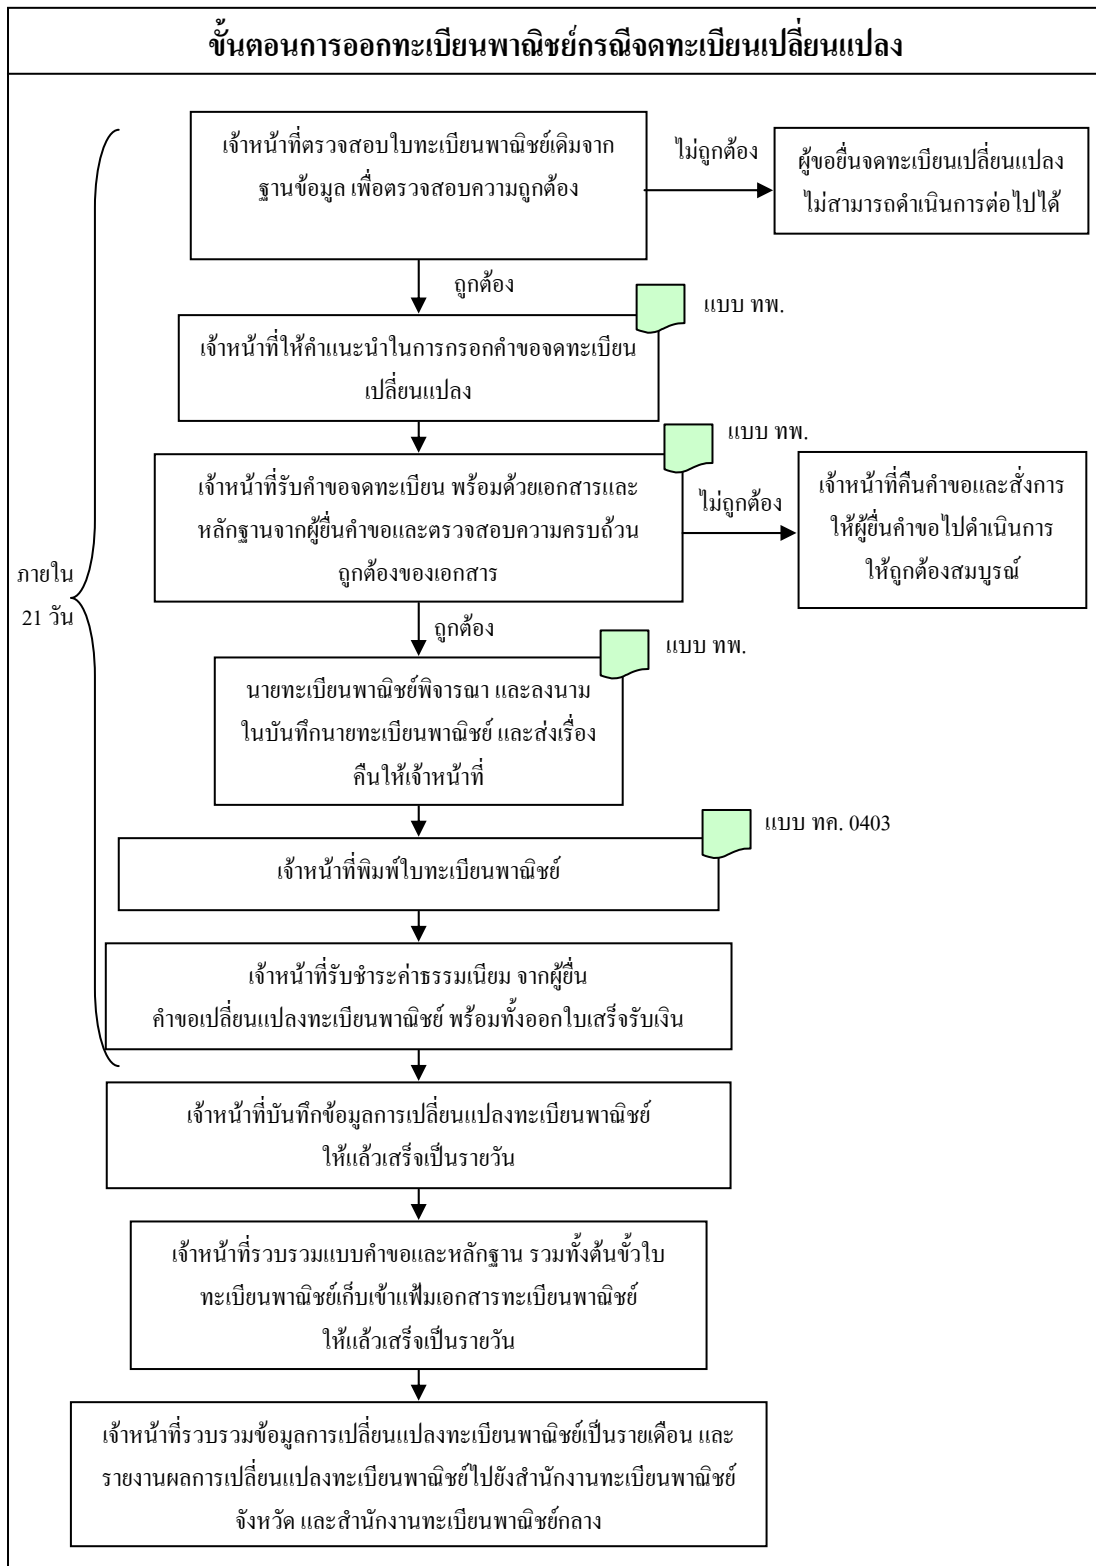 ขั้นตอนการออกทะเบียนพาณิชย์กรณีจดทะเบียนเปลี่ยนแปลง
เจ้าหน้าที่ตรวจสอบใบทะเบียนพาณิชย์เดิมจาก
ฐานข้อมูล เพื่อตรวจสอบความถูกต้อง
ไม่ถูกต้อง
ผู้ขอยื่นจดทะเบียนเปลี่ยนแปลง
ไม่สามารถดำเนินการต่อไปได้
ถูกต้อง
แบบ ทพ.
เจ้าหน้าที่ให้คำแนะนำในการกรอกคำขอจดทะเบียน
เปลี่ยนแปลง
แบบ ทพ.
เจ้าหน้าที่รับคำขอจดทะเบียน พร้อมด้วยเอกสารและ
หลักฐานจากผู้ยื่นคำขอและตรวจสอบความครบถ้วน
ถูกต้องของเอกสาร
ไม่ถูกต้อง
เจ้าหน้าที่คืนคำขอและสั่งการ
ให้ผู้ยื่นคำขอไปดำเนินการ
ให้ถูกต้องสมบูรณ์
ภายใน
21 วัน
ถูกต้อง
แบบ ทพ.
นายทะเบียนพาณิชย์พิจารณา และลงนาม
ในบันทึกนายทะเบียนพาณิชย์ และส่งเรื่อง
คืนให้เจ้าหน้าที่
แบบ ทค. 0403
เจ้าหน้าที่พิมพ์ใบทะเบียนพาณิชย์
เจ้าหน้าที่รับชำระค่าธรรมเนียม จากผู้ยื่น
คำขอเปลี่ยนแปลงทะเบียนพาณิชย์ พร้อมทั้งออกใบเสร็จรับเงิน
เจ้าหน้าที่บันทึกข้อมูลการเปลี่ยนแปลงทะเบียนพาณิชย์
ให้แล้วเสร็จเป็นรายวัน
เจ้าหน้าที่รวบรวมแบบคำขอและหลักฐาน รวมทั้งต้นขั้วใบ
ทะเบียนพาณิชย์เก็บเข้าแฟ้มเอกสารทะเบียนพาณิชย์
ให้แล้วเสร็จเป็นรายวัน
เจ้าหน้าที่รวบรวมข้อมูลการเปลี่ยนแปลงทะเบียนพาณิชย์เป็นรายเดือน และ
รายงานผลการเปลี่ยนแปลงทะเบียนพาณิชย์ไปยังสำนักงานทะเบียนพาณิชย์
จังหวัด และสำนักงานทะเบียนพาณิชย์กลาง